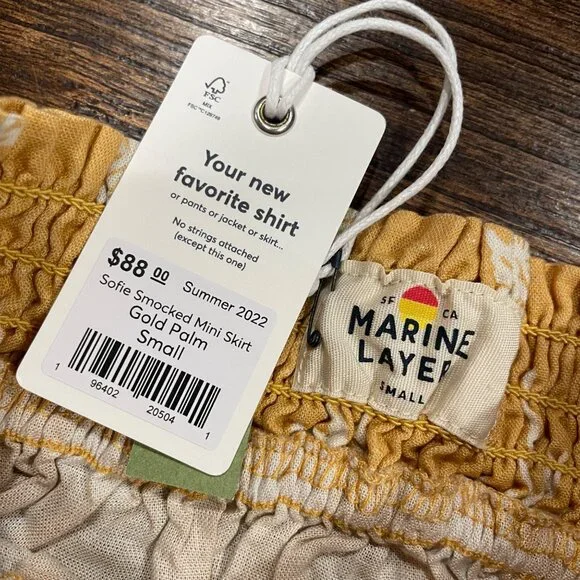 FSC
MIX
Your new
favorite shirt
or pants or jacket or skirt...
No strings attached
(except this one)
$88.00 Summer 2022
Sofie Smocked Mini Skirt
Gold Palm
Small
1 96402 20504 1
SF CA
MARINE
LAYER
SMALL